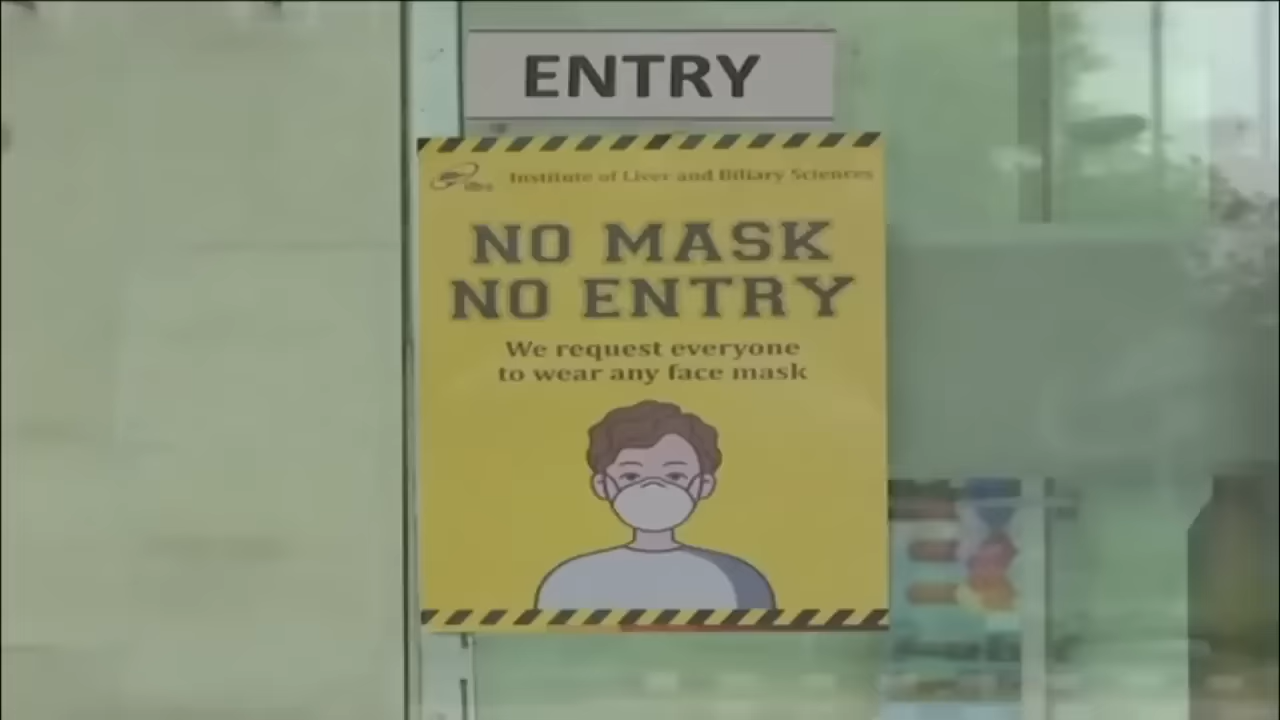 ENTRY
Institute of Liver and Biliary Sciences
NO MASK
NO ENTRY
We request everyone
to wear any face mask